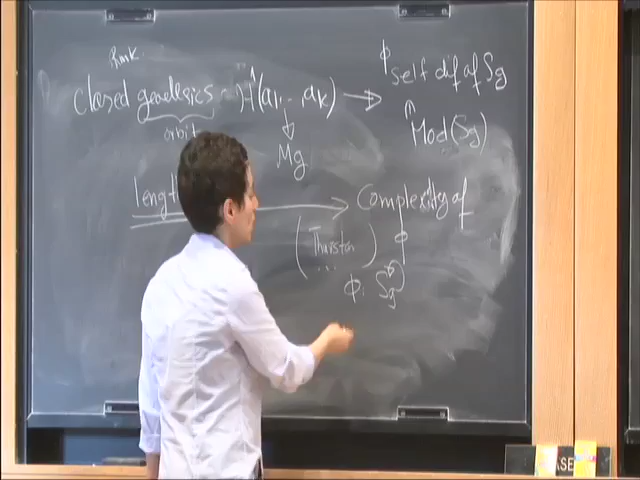 Rmk.
Closed geodesics ~ H(a1, .., ak) → ϕ self dif of Sg
orbit
↓
Mg
∩
Mod(Sg)
length → Complexity of ϕ
(Thurston ...)
ϕ: Sg